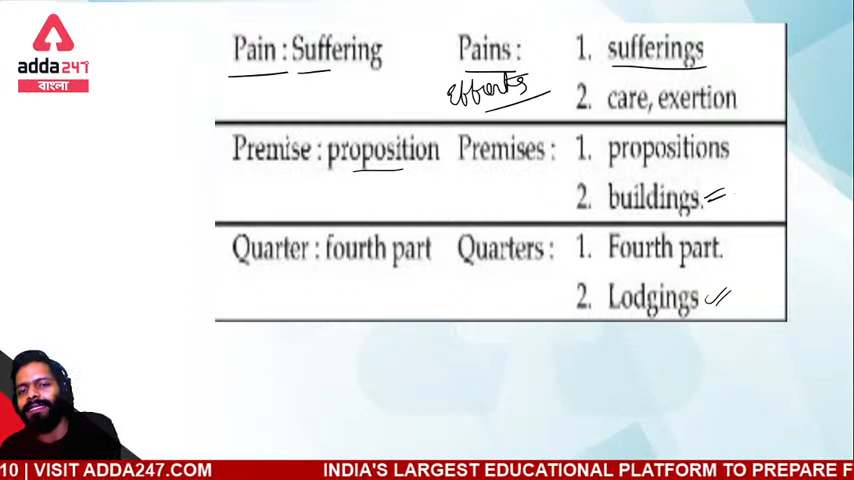 adda247
বাংলা
Pain : Suffering Pains : 1. sufferings
Efforts 2. care, exertion
Premise : proposition Premises : 1. propositions
2. buildings.
Quarter : fourth part Quarters : 1. Fourth part.
2. Lodgings
10 | VISIT ADDA247.COM INDIA'S LARGEST EDUCATIONAL PLATFORM TO PREPARE F